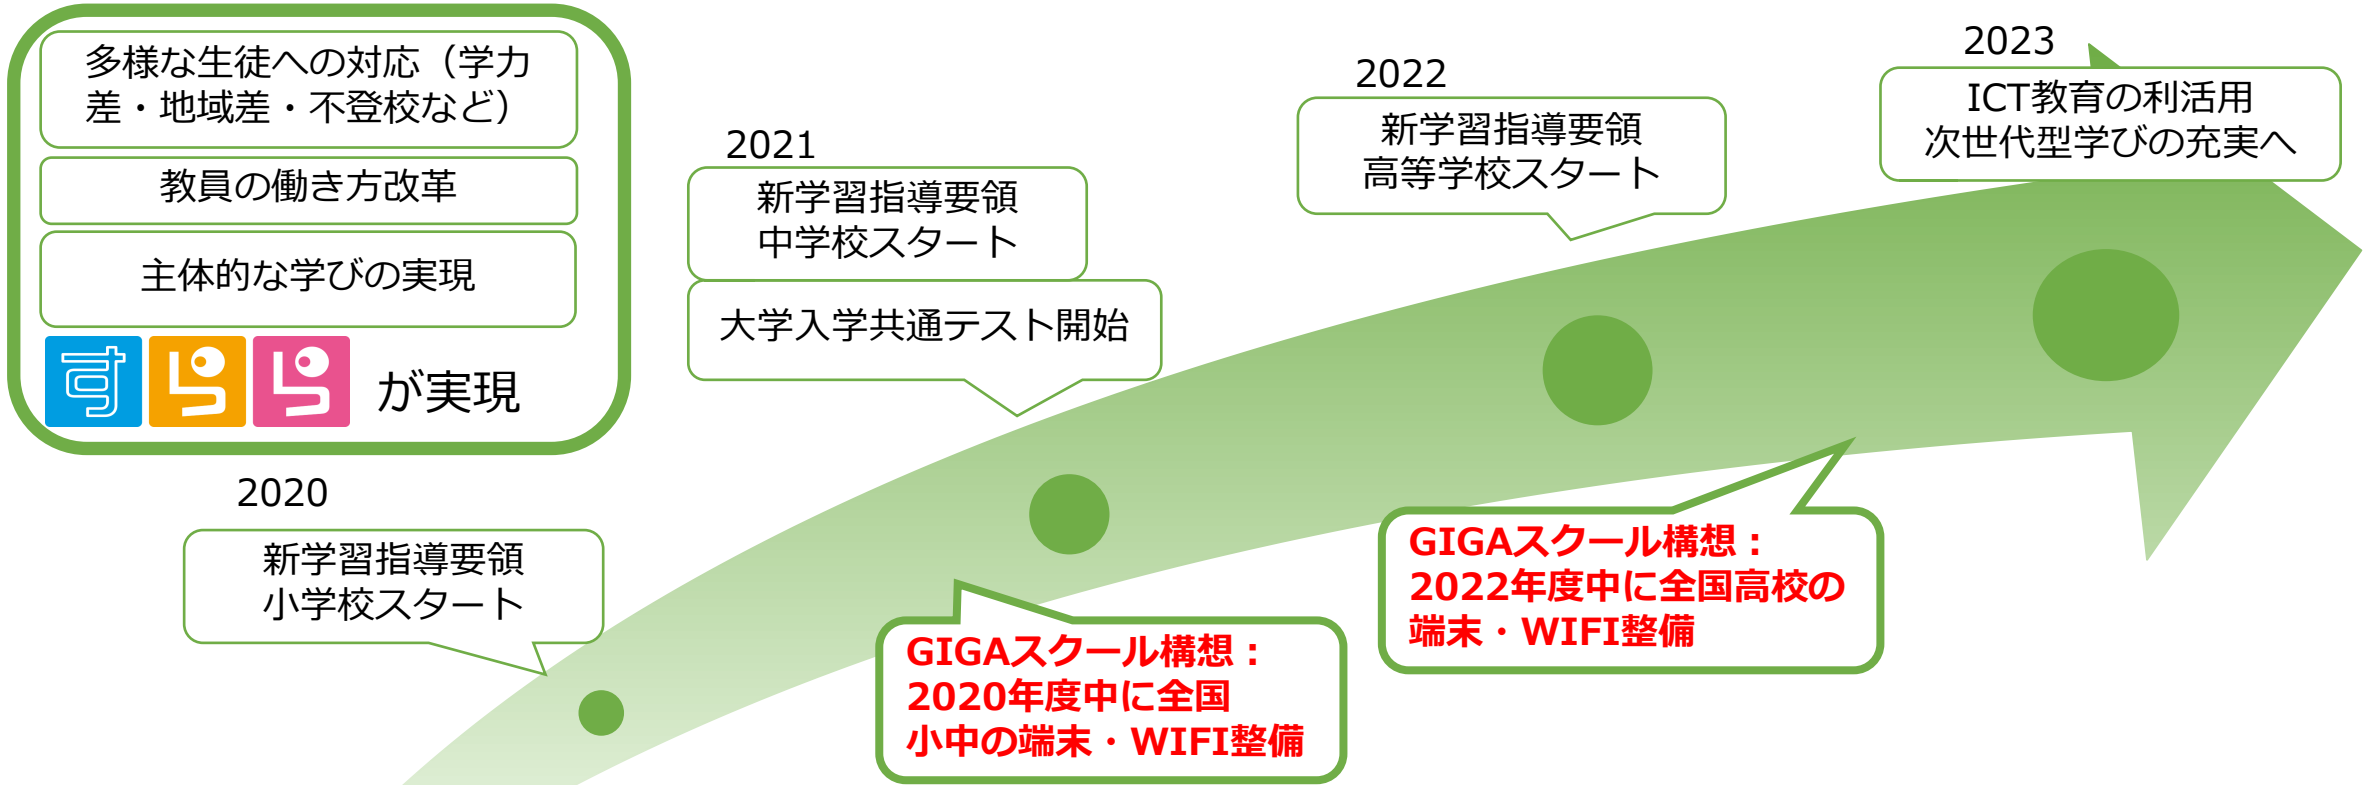 多様な生徒への対応（学力
差・地域差・不登校など）
教員の働き方改革
主体的な学びの実現
すらら が実現
2020
新学習指導要領
小学校スタート
2021
新学習指導要領
中学校スタート
大学入学共通テスト開始
GIGAスクール構想：
2020年度中に全国
小中の端末・WIFI整備
2022
新学習指導要領
高等学校スタート
GIGAスクール構想：
2022年度中に全国高校の
端末・WIFI整備
2023
ICT教育の利活用
次世代型学びの充実へ